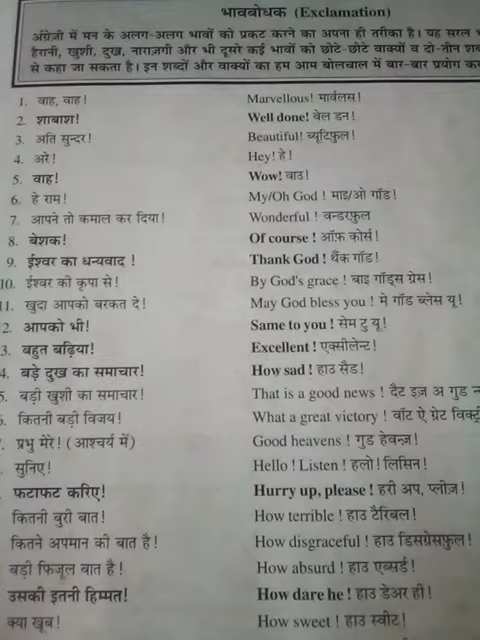 भावबोधक (Exclamation)
अंग्रेज़ी में मन के अलग-अलग भावों को प्रकट करने का अपना ही तरीका है। यह सरल
हैरानी, खुशी, दुख, नाराज़गी और भी दूसरे कई भावों को छोटे-छोटे वाक्यों व दो-तीन
से कहा जा सकता है। इन शब्दों और वाक्यों का हम आम बोलचाल में बार-बार प्रयोग
1. वाह, वाह! Marvellous! मार्वलस!
2. शाबाश! Well done! वेल डन!
3. अति सुन्दर! Beautiful! ब्यूटिफ़ुल!
4. अरे! Hey! हे!
5. वाह! Wow! वाउ!
6. हे राम! My/Oh God ! माइ/ओ गॉड!
7. आपने तो कमाल कर दिया! Wonderful ! वन्डरफ़ुल
8. बेशक! Of course ! ऑफ़ कोर्स!
9. ईश्वर का धन्यवाद ! Thank God ! थैंक गॉड!
10. ईश्वर की कृपा से! By God's grace ! बाइ गॉड्स ग्रेस!
11. खुदा आपको बरकत दे! May God bless you ! मे गॉड ब्लेस यू!
2. आपको भी! Same to you ! सेम टु यू!
3. बहुत बढ़िया! Excellent ! एक्सीलेन्ट!
4. बड़े दुख का समाचार! How sad ! हाउ सैड!
5. बड़ी खुशी का समाचार! That is a good news ! दैट इज़ अ गुड
कितनी बड़ी विजय! What a great victory ! वॉट ऐ ग्रेट
प्रभु मेरे! (आश्चर्य में) Good heavens ! गुड हेवन्ज़!
सुनिए! Hello ! Listen ! हलो! लिसिन!
फटाफट करिए! Hurry up, please ! हरी अप, प्लीज़!
कितनी बुरी बात! How terrible ! हाउ टैरिबल!
कितने अपमान की बात है! How disgraceful ! हाउ डिसग्रेसफ़ुल!
बड़ी फिजूल बात है! How absurd ! हाउ एब्सर्ड!
उसकी इतनी हिम्मत! How dare he ! हाउ डेअर ही!
क्या खूब! How sweet ! हाउ स्वीट!